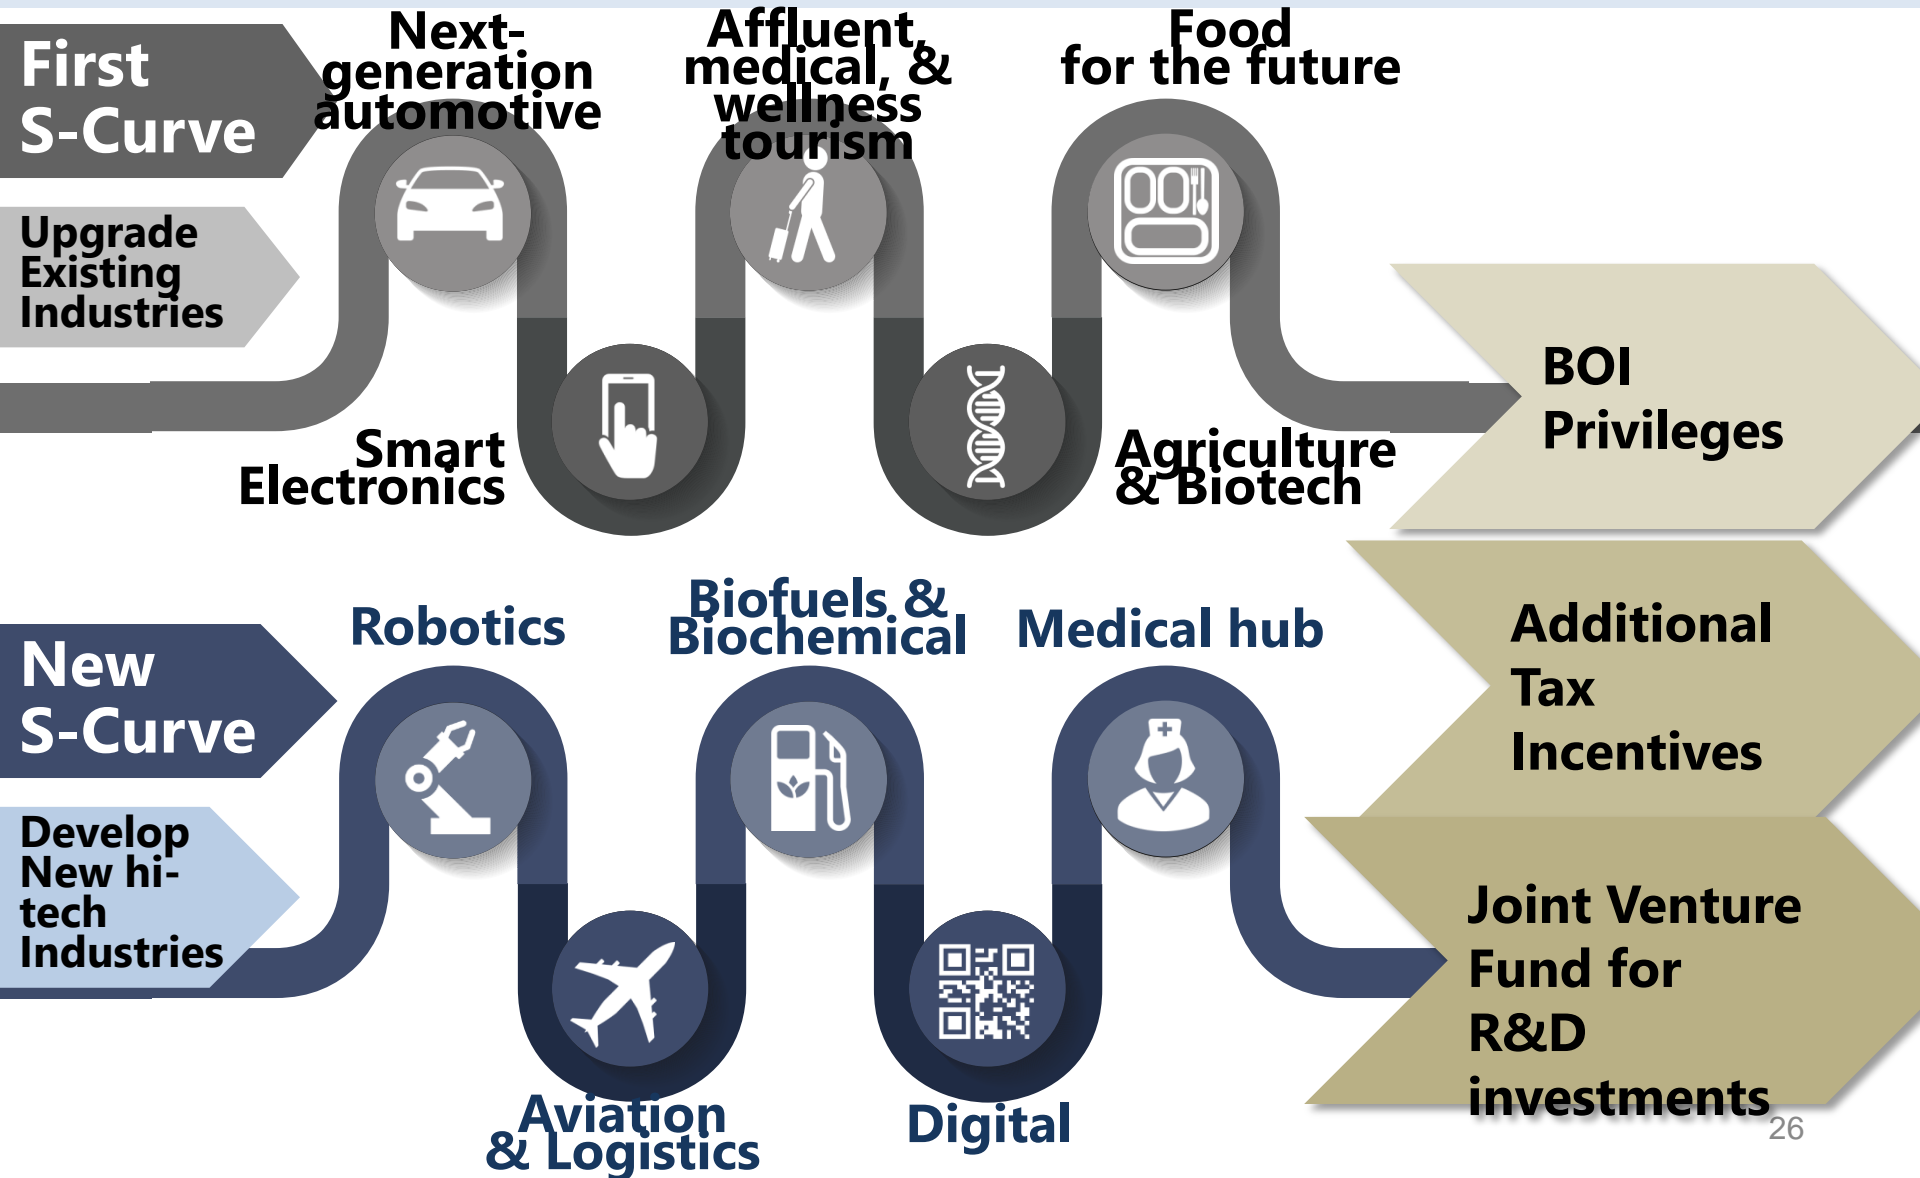 First
S-Curve
Upgrade
Existing
Industries
Next-
generation
automotive
Affluent,
medical, &
wellness
tourism
Food
for the future
Smart
Electronics
Agriculture
& Biotech
BOI
Privileges
New
S-Curve
Develop
New hi-
tech
Industries
Robotics
Biofuels &
Biochemical
Medical hub
Aviation
& Logistics
Digital
Additional
Tax
Incentives
Joint Venture
Fund for
R&D
investments
26